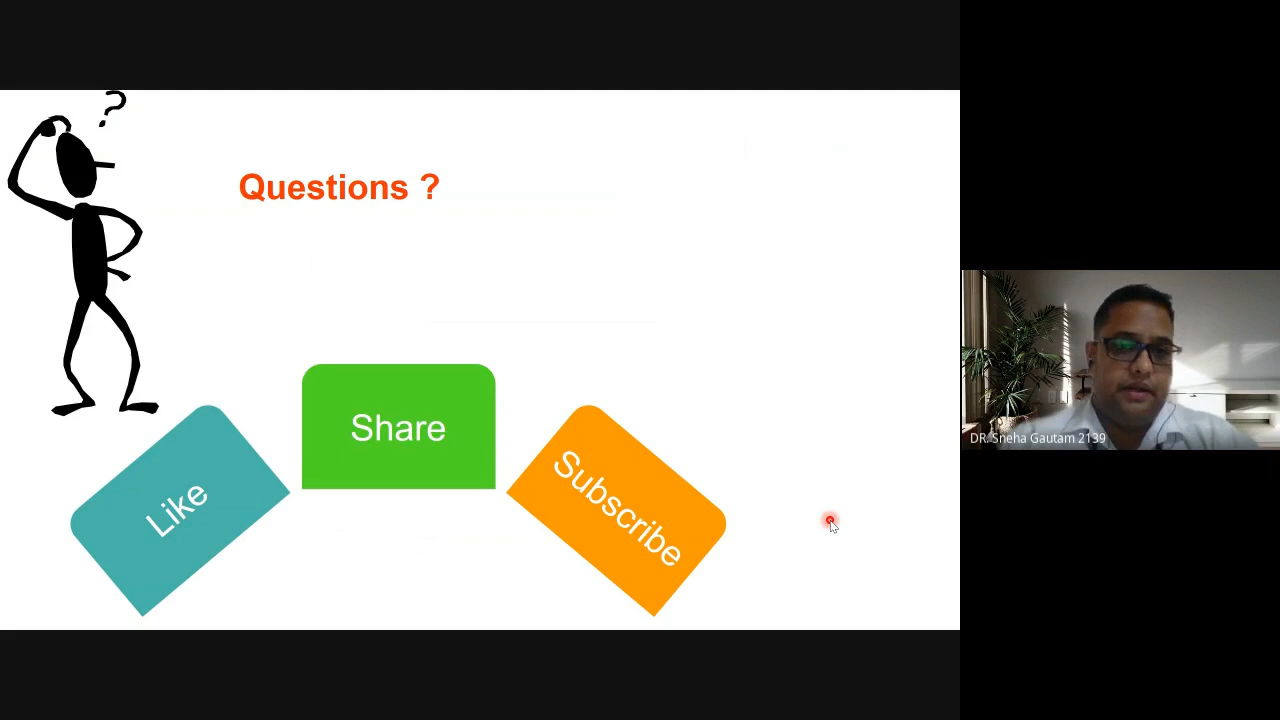 ?
Questions ?
Share
Like
Subscribe
DR. Sneha Gautam 2139